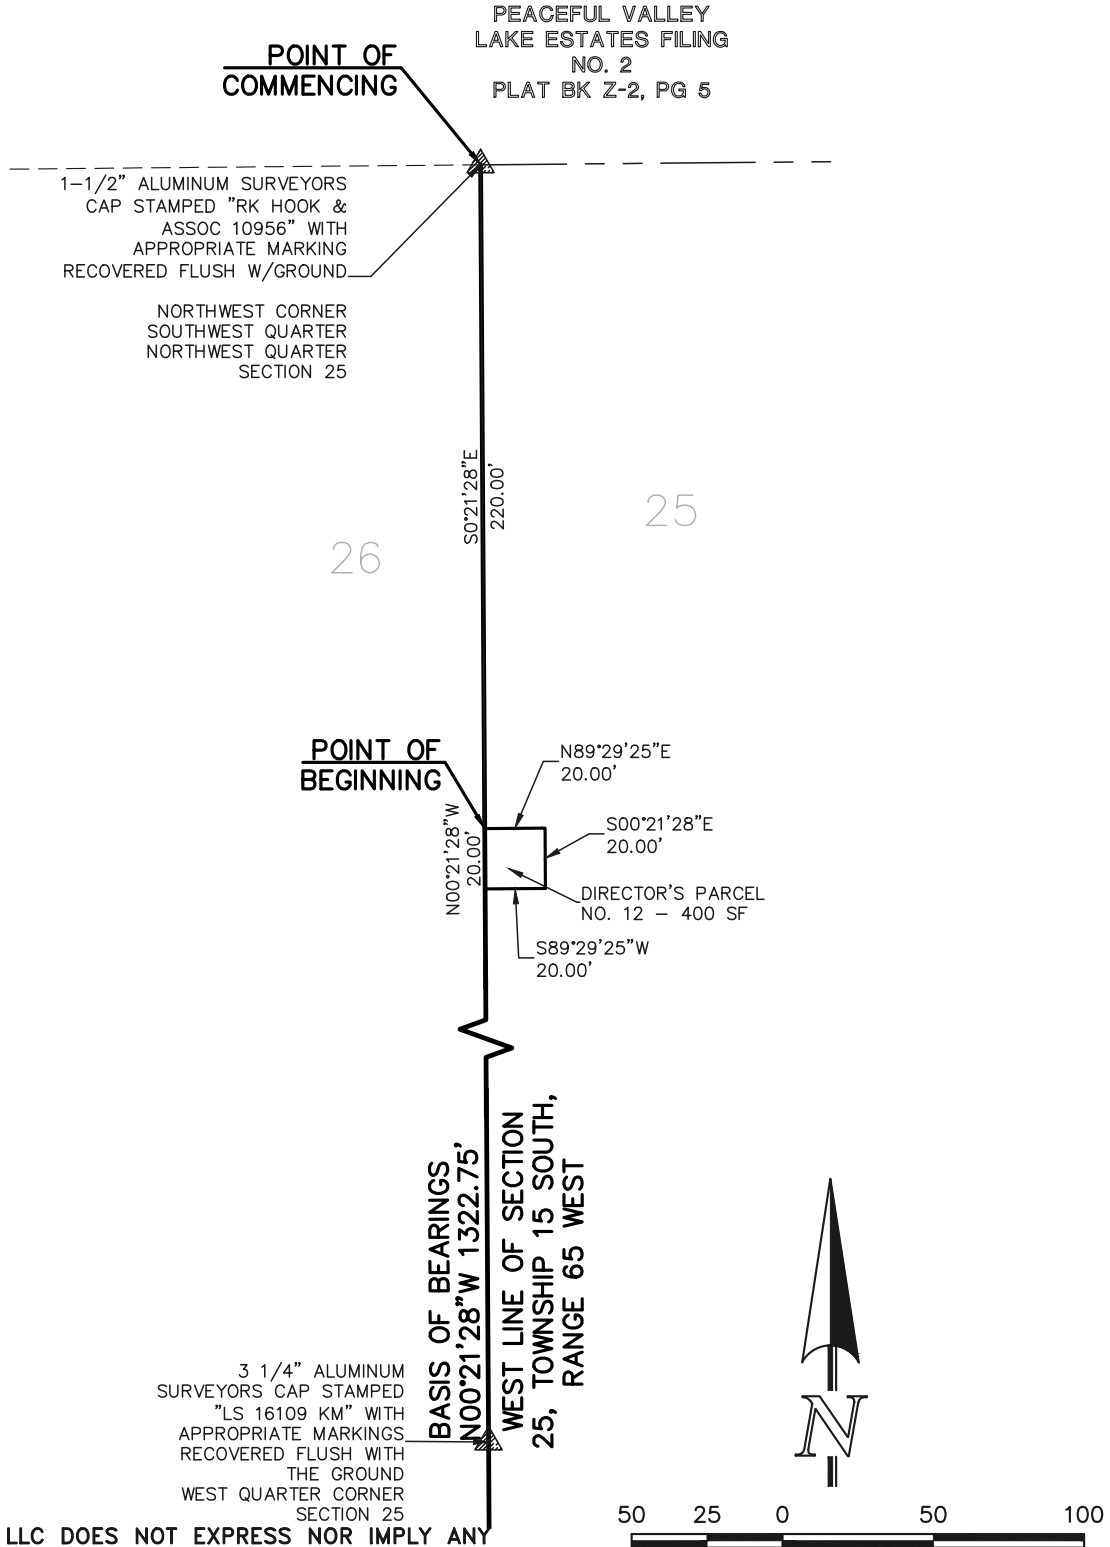 PEACEFUL VALLEY
LAKE ESTATES FILING
NO. 2
PLAT BK Z-2, PG 5
POINT OF
COMMENCING
1-1/2" ALUMINUM SURVEYORS
CAP STAMPED "RK HOOK &
ASSOC 10956" WITH
APPROPRIATE MARKING
RECOVERED FLUSH W/GROUND
NORTHWEST CORNER
SOUTHWEST QUARTER
NORTHWEST QUARTER
SECTION 25
S0°21'28"E
220.00'
25
26
POINT OF
BEGINNING
N89°29'25"E
20.00'
N00°21'28"W
20.00'
S00°21'28"E
20.00'
DIRECTOR'S PARCEL
NO. 12 - 400 SF
S89°29'25"W
20.00'
BASIS OF BEARINGS
N00°21'28"W 1322.75'
WEST LINE OF SECTION
25, TOWNSHIP 15 SOUTH,
RANGE 65 WEST
3 1/4" ALUMINUM
SURVEYORS CAP STAMPED
"LS 16109 KM" WITH
APPROPRIATE MARKINGS
RECOVERED FLUSH WITH
THE GROUND
WEST QUARTER CORNER
SECTION 25
N
LLC DOES NOT EXPRESS NOR IMPLY ANY
50 25 0 50 100